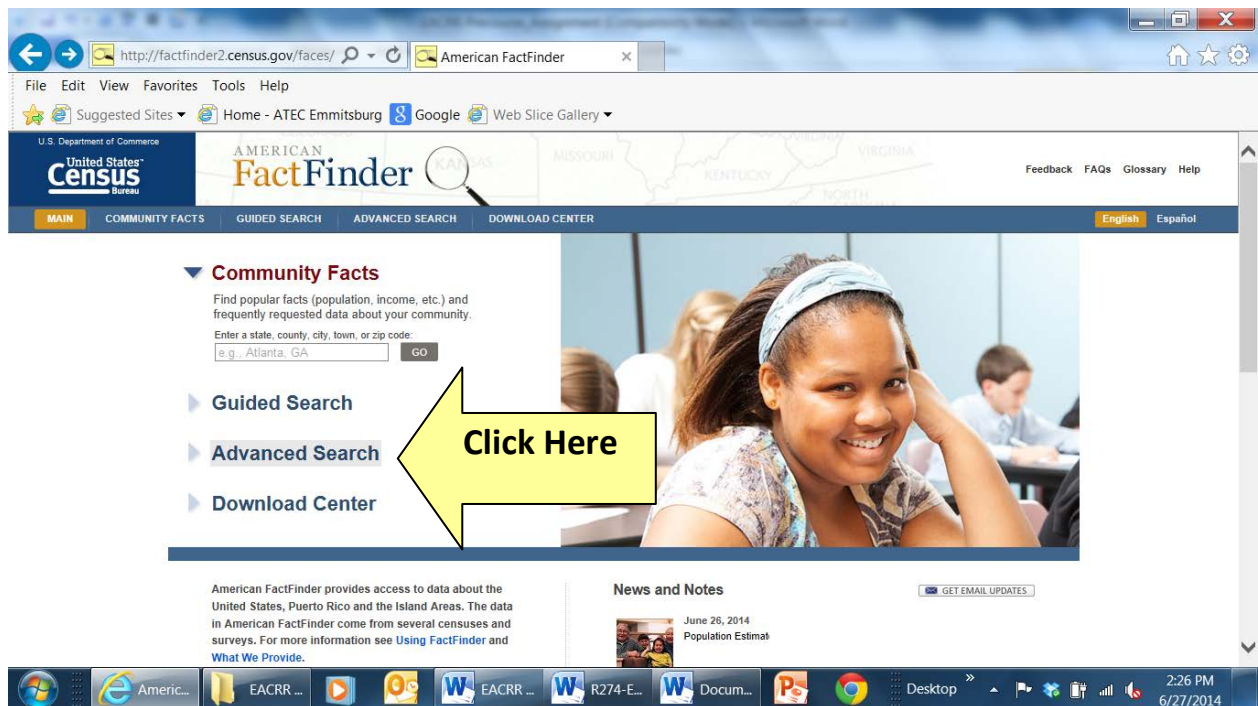 http://factfinder2.census.gov/faces/
American FactFinder
File Edit View Favorites Tools Help
Suggested Sites Home - ATEC Emmitsburg Google Web Slice Gallery
U.S. Department of Commerce
United States™
Census
Bureau
AMERICAN
FactFinder
KANSAS
MISSOURI
KENTUCKY
VIRGINIA
NORTH
Feedback FAQs Glossary Help
MAIN COMMUNITY FACTS GUIDED SEARCH ADVANCED SEARCH DOWNLOAD CENTER English Español
Community Facts
Find popular facts (population, income, etc.) and
frequently requested data about your community.
Enter a state, county, city, town, or zip code:
e.g., Atlanta, GA GO
Guided Search
Advanced Search
Click Here
Download Center
American FactFinder provides access to data about the
United States, Puerto Rico and the Island Areas. The data
in American FactFinder come from several censuses and
surveys. For more information see Using FactFinder and
What We Provide.
News and Notes
GET EMAIL UPDATES
June 26, 2014
Population Estimat
Americ... EACRR ... EACRR ... R274-E... Docum... Desktop
2:26 PM
6/27/2014